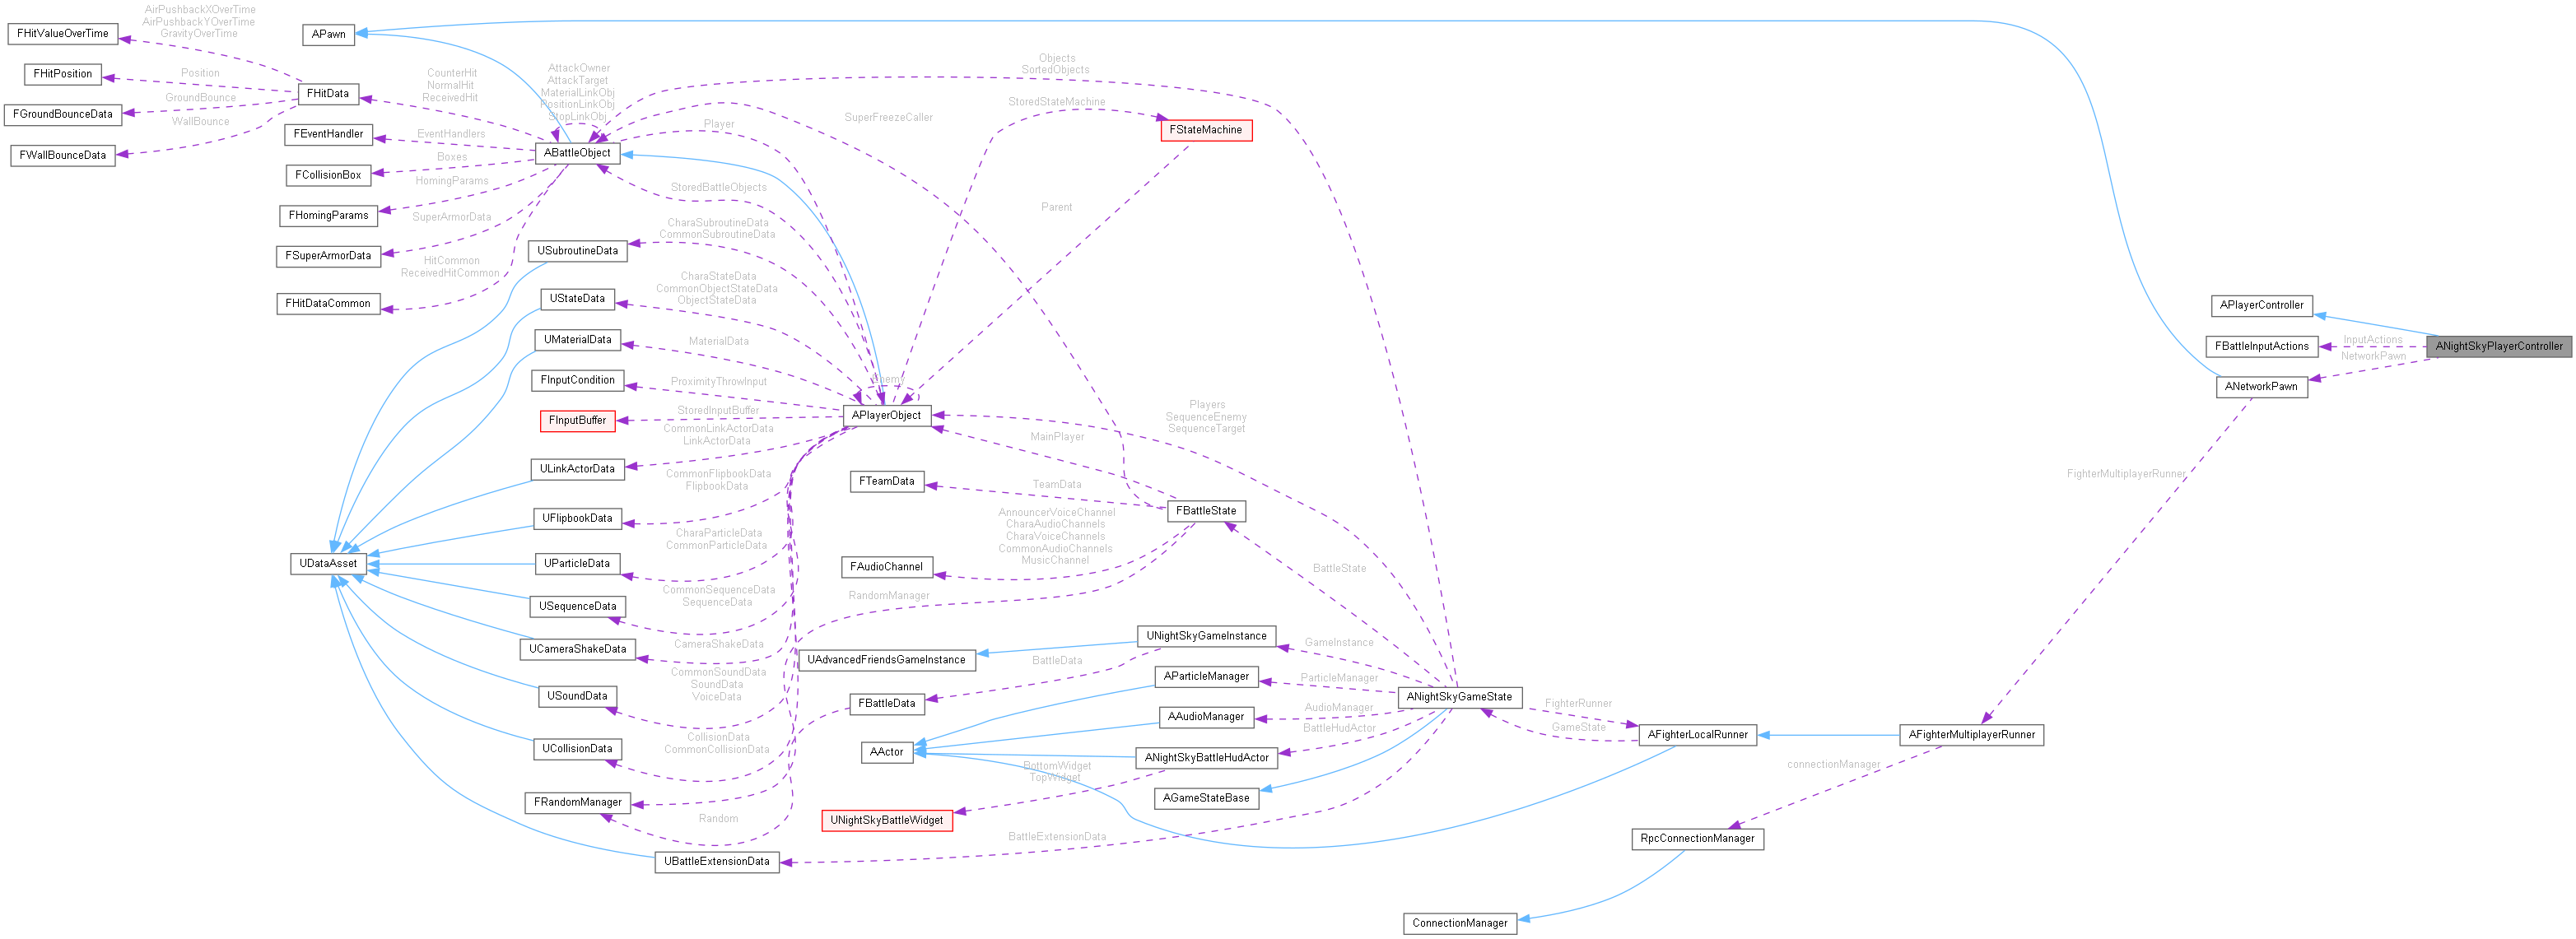 AirPushbackXOverTime
AirPushbackYOverTime
GravityOverTime
FHitValueOverTime
APawn
FHitPosition
Position
FHitData
GroundBounce
FGroundBounceData
WallBounce
FWallBounceData
CounterHit
NormalHit
ReceivedHit
AttackOwner
AttackTarget
MaterialLinkObj
PositionLinkObj
StopLinkObj
FEventHandler
EventHandlers
ABattleObject
Boxes
FCollisionBox
HomingParams
FHomingParams
SuperArmorData
FSuperArmorData
HitCommon
ReceivedHitCommon
FHitDataCommon
Player
StoredBattleObjects
SuperFreezeCaller
Objects
SortedObjects
StoredStateMachine
FStateMachine
Parent
CharaSubroutineData
CommonSubroutineData
USubroutineData
CharaStateData
CommonObjectStateData
ObjectStateData
UStateData
MaterialData
UMaterialData
ProximityThrowInput
FInputCondition
Enemy
APlayerObject
StoredInputBuffer
FInputBuffer
CommonLinkActorData
LinkActorData
ULinkActorData
CommonFlipbookData
FlipbookData
UFlipbookData
CharaParticleData
CommonParticleData
UParticleData
UDataAsset
CommonSequenceData
SequenceData
USequenceData
CameraShakeData
UCameraShakeData
CommonSoundData
SoundData
VoiceData
USoundData
CollisionData
CommonCollisionData
UCollisionData
FRandomManager
Random
UBattleExtensionData
Players
SequenceEnemy
SequenceTarget
MainPlayer
FTeamData
TeamData
FBattleState
AnnouncerVoiceChannel
CharaAudioChannels
CharaVoiceChannels
CommonAudioChannels
MusicChannel
FAudioChannel
RandomManager
BattleState
UNightSkyGameInstance
GameInstance
UAdvancedFriendsGameInstance
BattleData
FBattleData
AParticleManager
ParticleManager
AAudioManager
AudioManager
BattleHudActor
ANightSkyBattleHudActor
AActor
BottomWidget
TopWidget
UNightSkyBattleWidget
AGameStateBase
BattleExtensionData
ANightSkyGameState
FighterRunner
GameState
AFighterLocalRunner
AFighterMultiplayerRunner
connectionManager
RpcConnectionManager
ConnectionManager
FighterMultiplayerRunner
APlayerController
FBattleInputActions
InputActions
NetworkPawn
ANetworkPawn
ANightSkyPlayerController